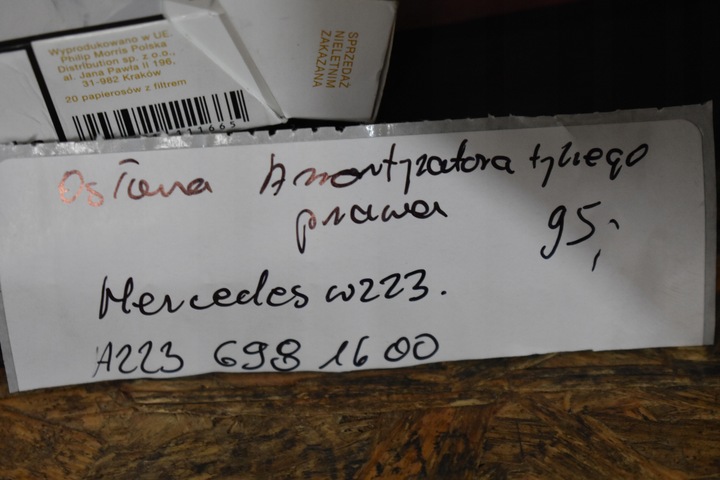 Wyprodukowano w UE.
Philip Morris Polska
Distribution sp. z o.o.,
al. Jana Pawła II 196,
31-982 Kraków
20 papierosów z filtrem
SPRZEDAŻ
NIELETNIM
ZAKAZANA
Osłona Amortyzatora tylnego
prawa 95,-
Mercedes W223.
A223 698 16 00